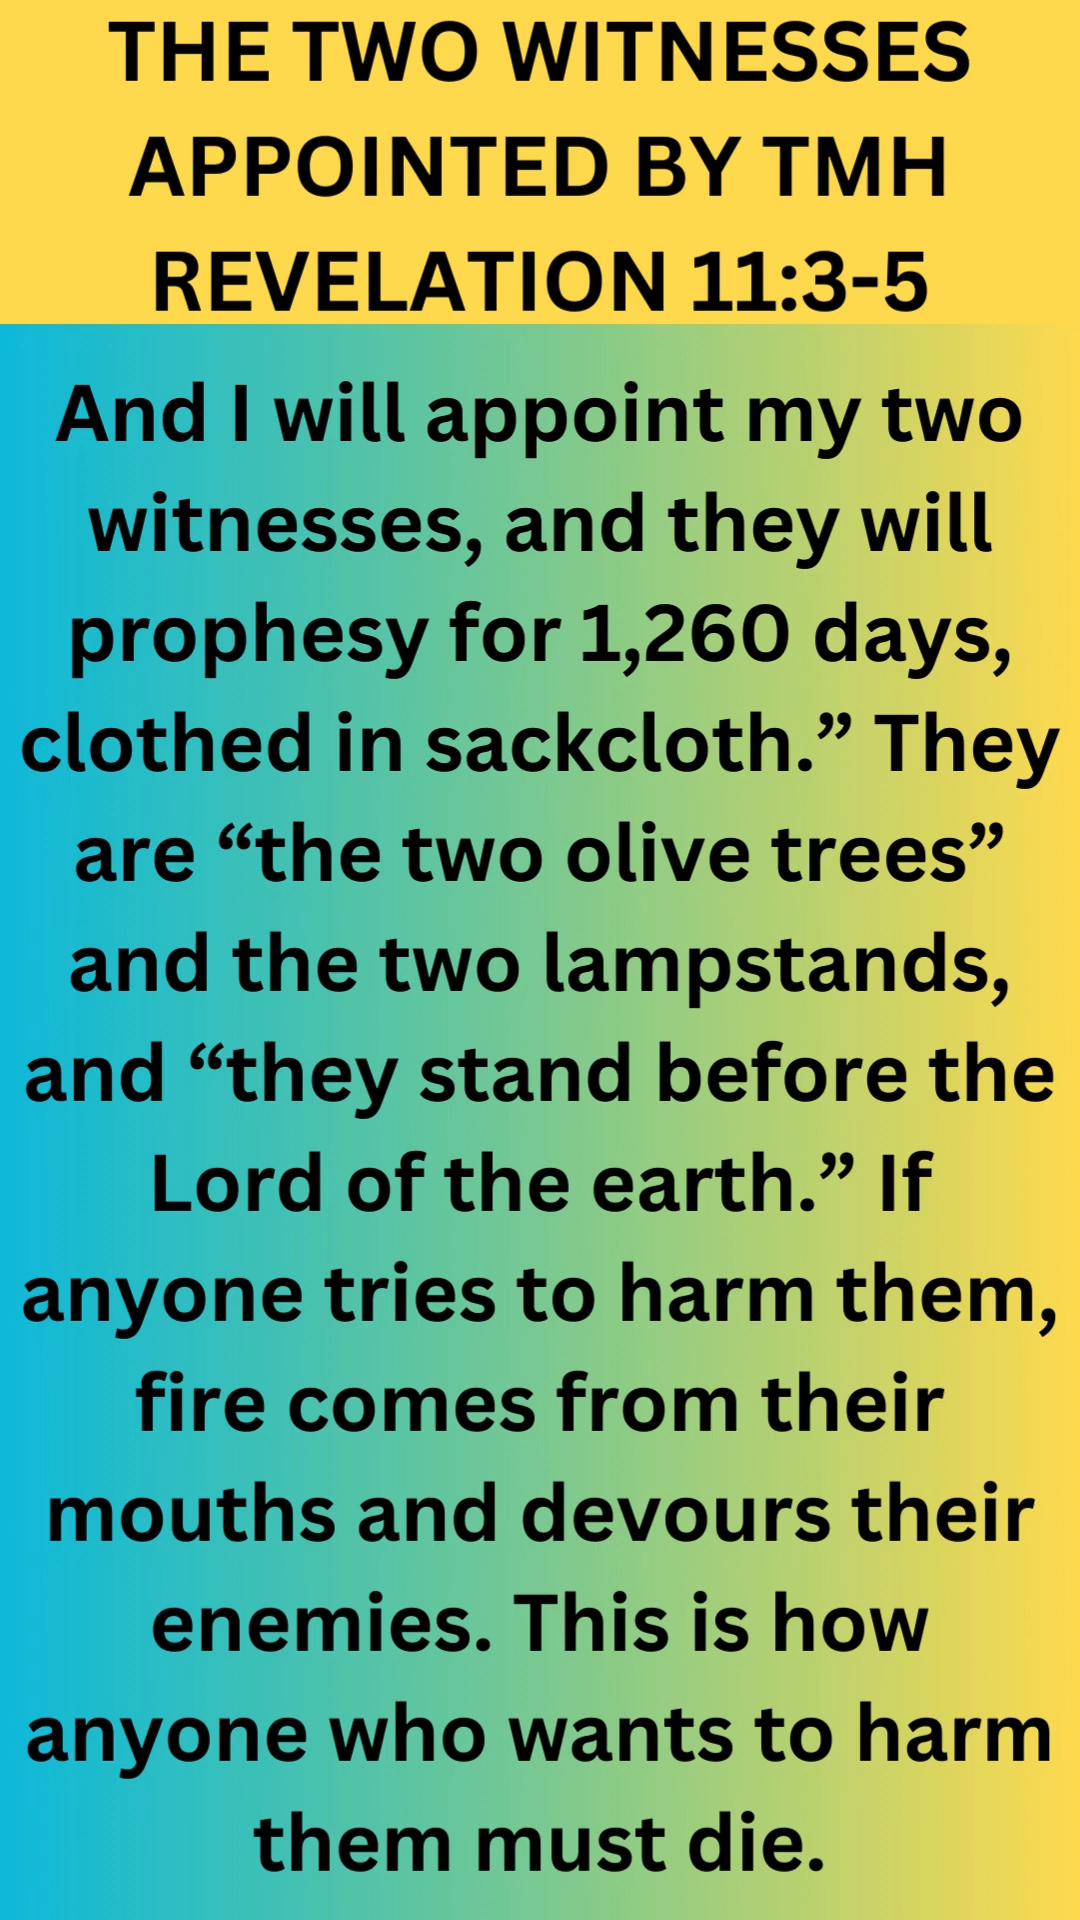 THE TWO WITNESSES
APPOINTED BY TMH
REVELATION 11:3-5
And I will appoint my two
witnesses, and they will
prophesy for 1,260 days,
clothed in sackcloth.” They
are “the two olive trees”
and the two lampstands,
and “they stand before the
Lord of the earth.” If
anyone tries to harm them,
fire comes from their
mouths and devours their
enemies. This is how
anyone who wants to harm
them must die.